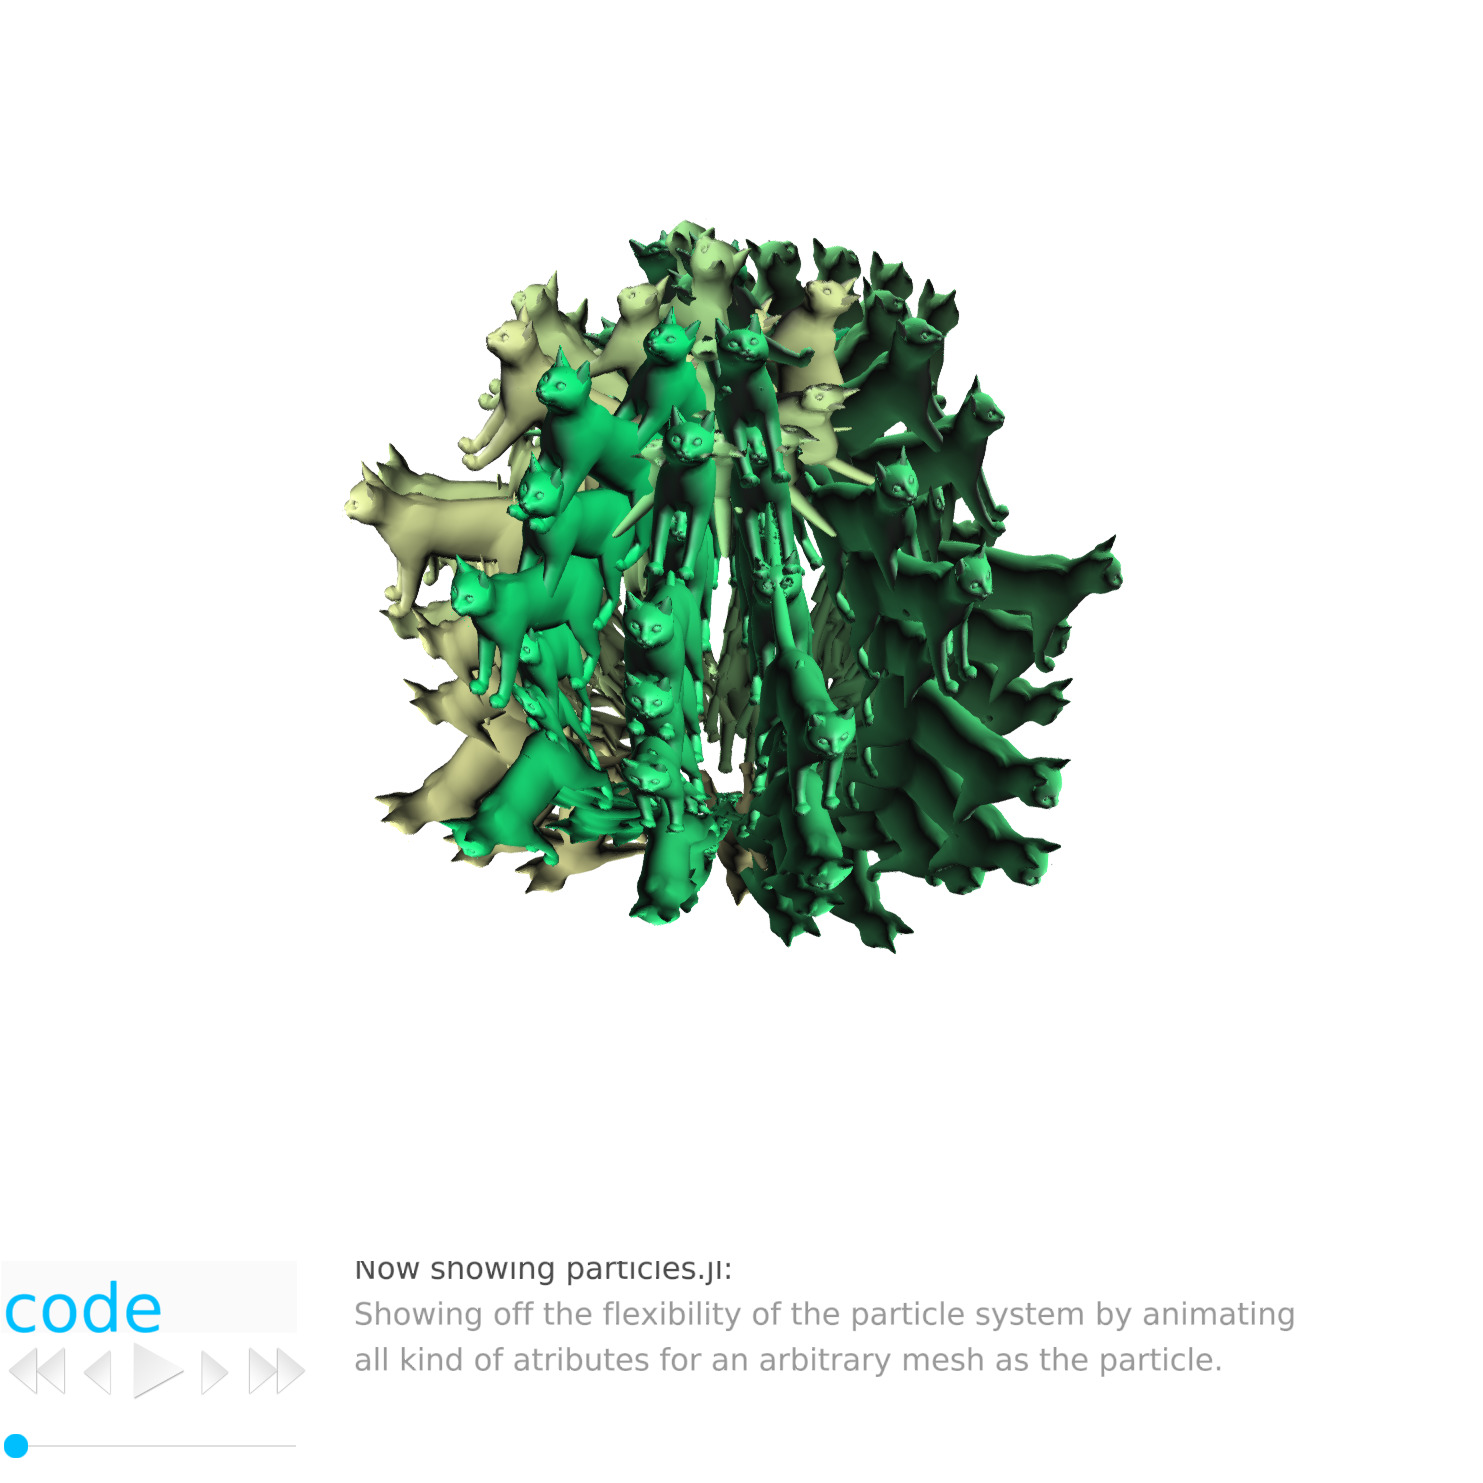 Now showing particles.jl:
code
Showing off the flexibility of the particle system by animating
all kind of atributes for an arbitrary mesh as the particle.